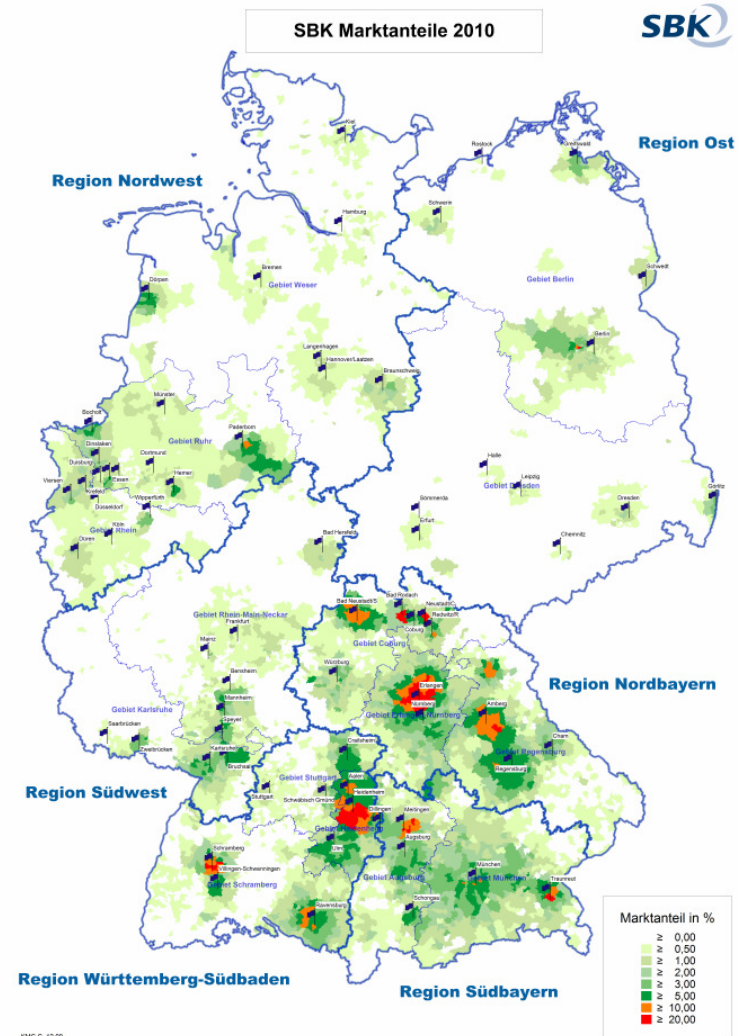 SBK Marktanteile 2010
SBK
Region Ost
Region Nordwest
Kiel
Rostock
Greifswald
Schwerin
Hamburg
Bremen
Gebiet Weser
Dörpen
Schwedt
Gebiet Berlin
Berlin
Langenhagen
Hannover/Laatzen
Braunschweig
Münster
Bocholt
Paderborn
Gebiet Ruhr
Dinslaken
Dortmund
Duisburg
Essen
Hemer
Viersen
Krefeld
Wipperfürth
Düsseldorf
Köln
Gebiet Rhein
Düren
Halle
Leipzig
Gebiet Dresden
Görlitz
Sömmerda
Dresden
Erfurt
Chemnitz
Bad Hersfeld
Bad Rodach
Bad Neustadt/S
Neustadt/C
Redwitz/R
Coburg
Gebiet Coburg
Gebiet Rhein-Main-Neckar
Frankfurt
Mainz
Würzburg
Bensheim
Erlangen
Region Nordbayern
Mannheim
Nürnberg
Amberg
Gebiet Karlsruhe
Speyer
Saarbrücken
Zweibrücken
Karlsruhe
Bruchsal
Cham
Gebiet Regensburg
Regensburg
Crailsheim
Gebiet Stuttgart
Aalen
Region Südwest
Stuttgart
Schwäbisch Gmünd
Heidenheim
Dillingen
Meitingen
Augsburg
Ulm
Schramberg
Villingen-Schwenningen
Gebiet Schramberg
Gebiet Augsburg
München
Gebiet München
Traunreut
Ravensburg
Schongau
Region Württemberg-Südbaden
Region Südbayern
Marktanteil in %
≥ 0,00
≥ 0,50
≥ 1,00
≥ 2,00
≥ 3,00
≥ 5,00
≥ 10,00
≥ 20,00